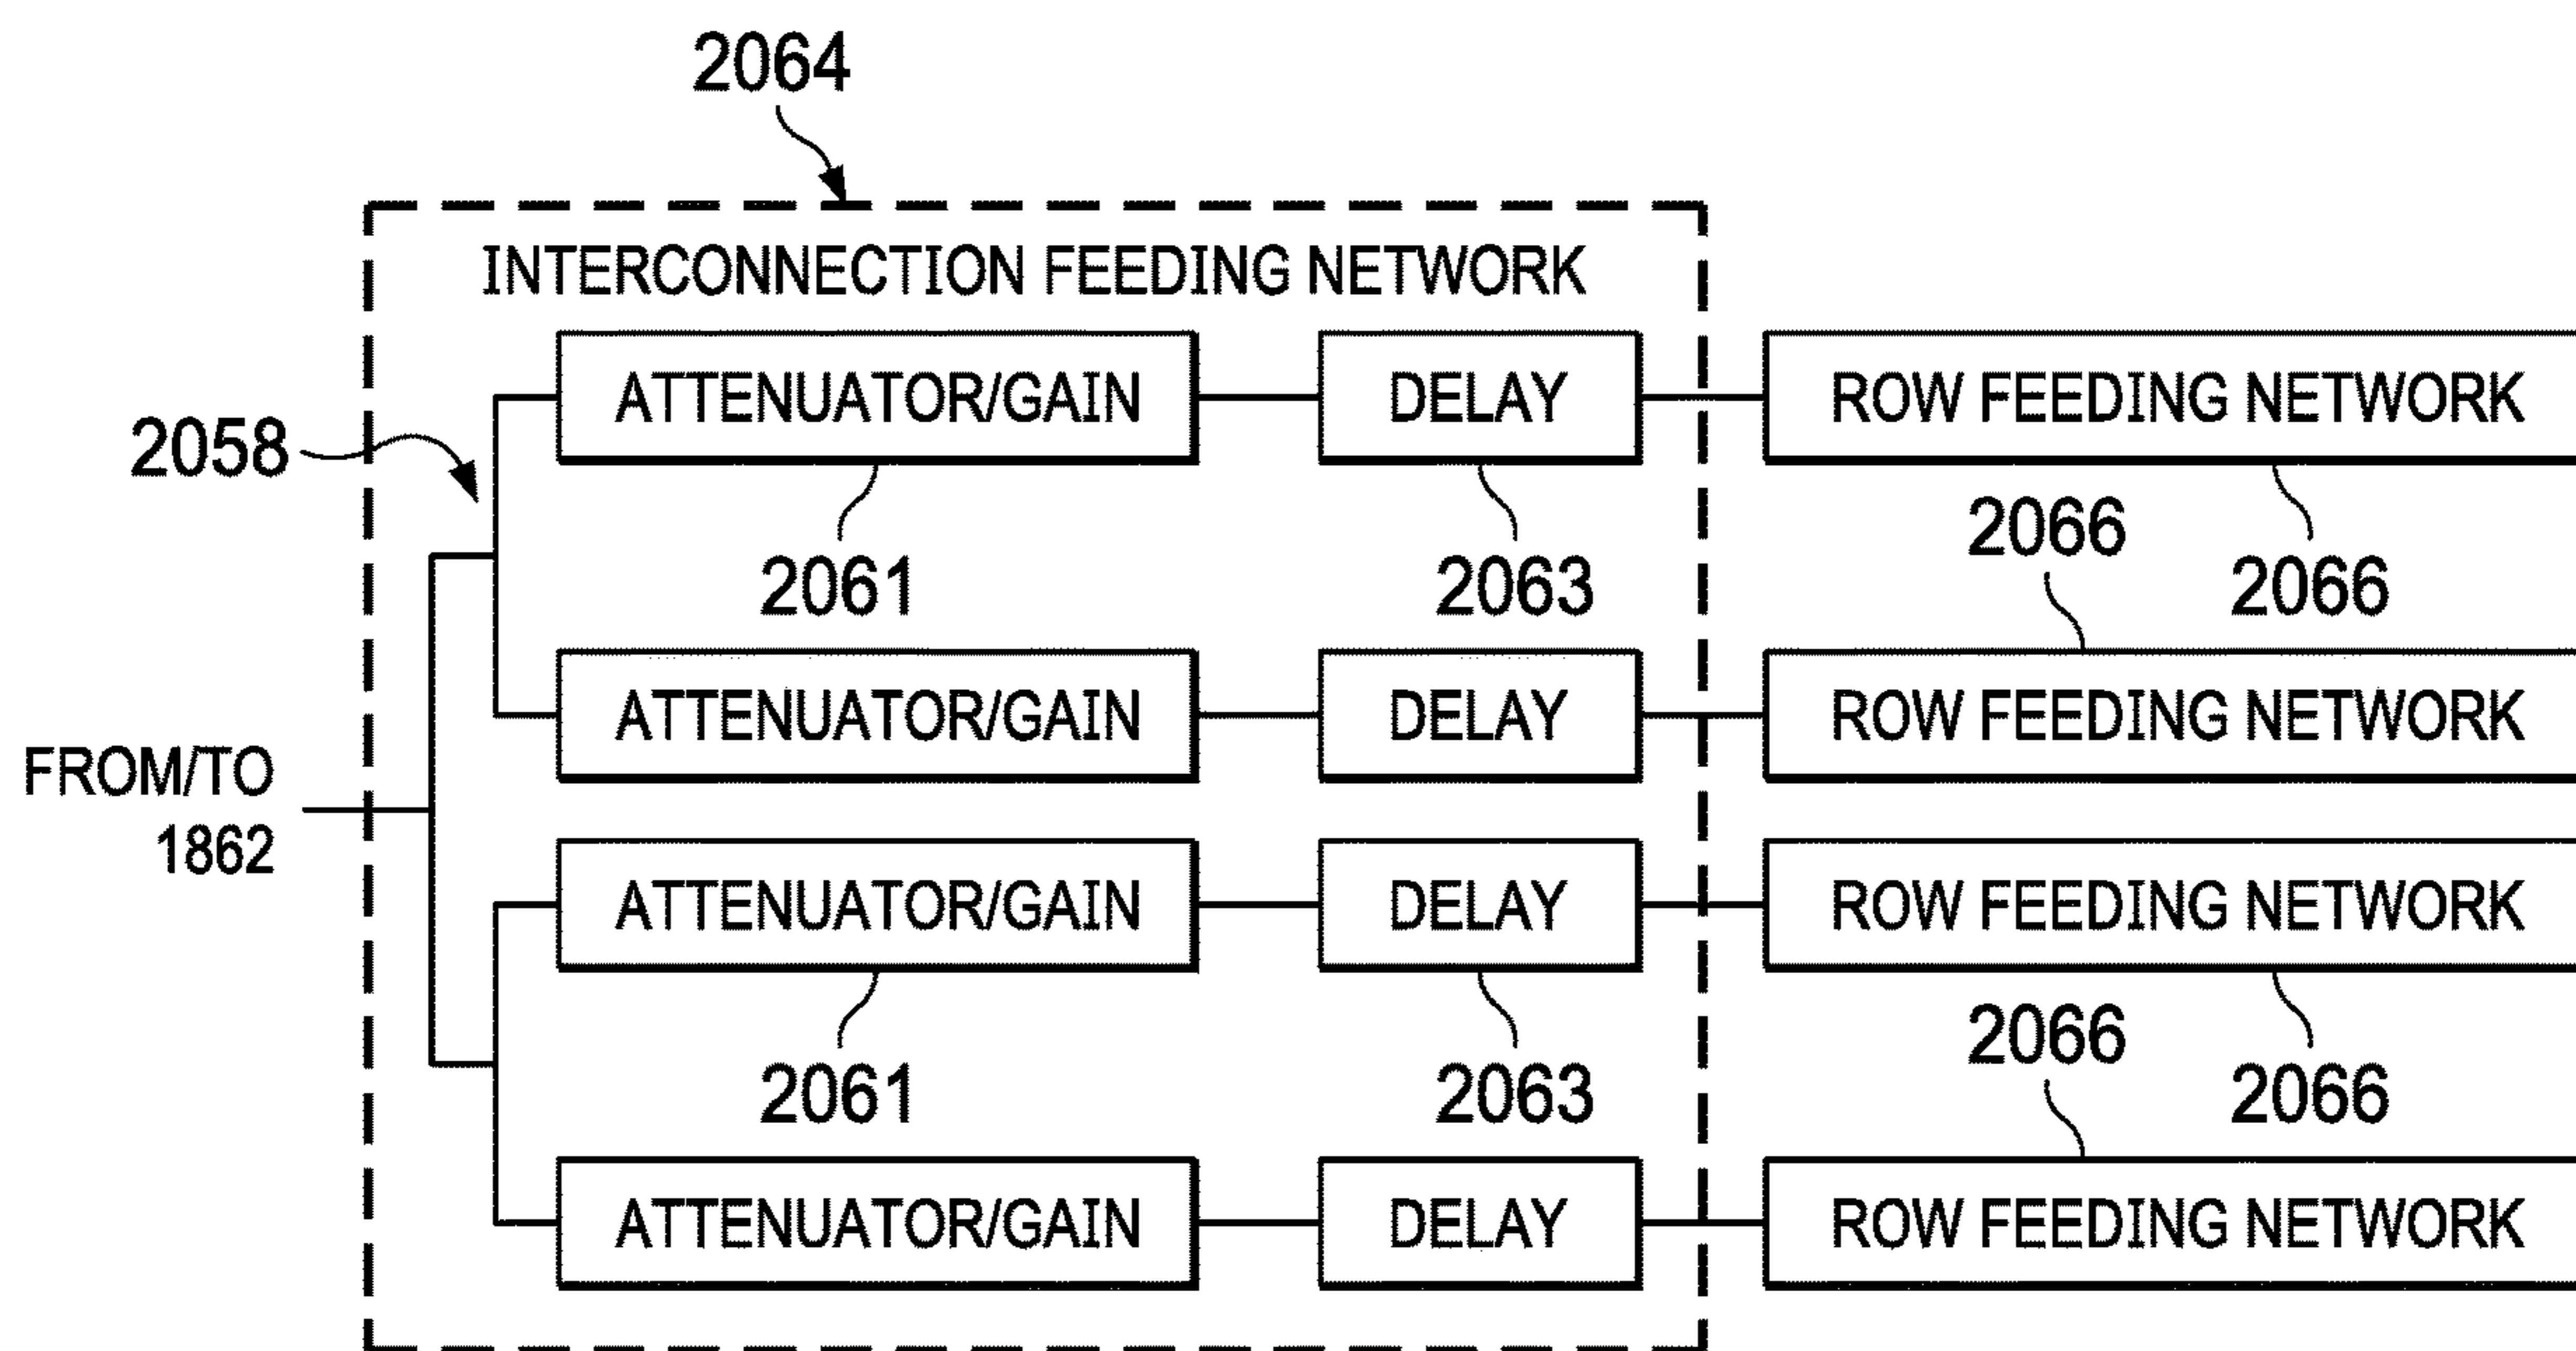 2064
INTERCONNECTION FEEDING NETWORK
ATTENUATOR/GAIN DELAY ROW FEEDING NETWORK
2058
2066
2061 2063 2066
ATTENUATOR/GAIN DELAY ROW FEEDING NETWORK
FROM/TO
1862
ATTENUATOR/GAIN DELAY ROW FEEDING NETWORK
2066
2061 2063 2066
ATTENUATOR/GAIN DELAY ROW FEEDING NETWORK